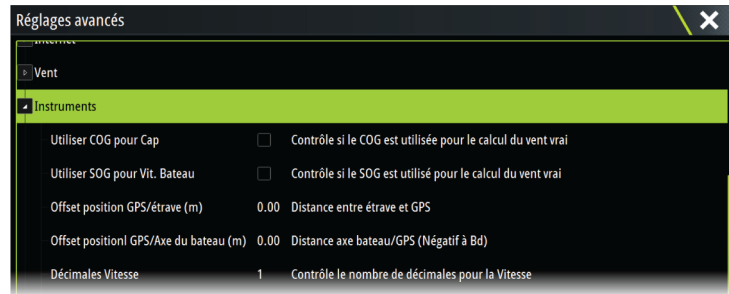 Réglages avancés
Internet
Vent
Instruments
Utiliser COG pour Cap Contrôle si le COG est utilisée pour le calcul du vent vrai
Utiliser SOG pour Vit. Bateau Contrôle si le SOG est utilisé pour le calcul du vent vrai
Offset position GPS/étrave (m) 0.00 Distance entre étrave et GPS
Offset positionl GPS/Axe du bateau (m) 0.00 Distance axe bateau/GPS (Négatif à Bd)
Décimales Vitesse 1 Contrôle le nombre de décimales pour la Vitesse